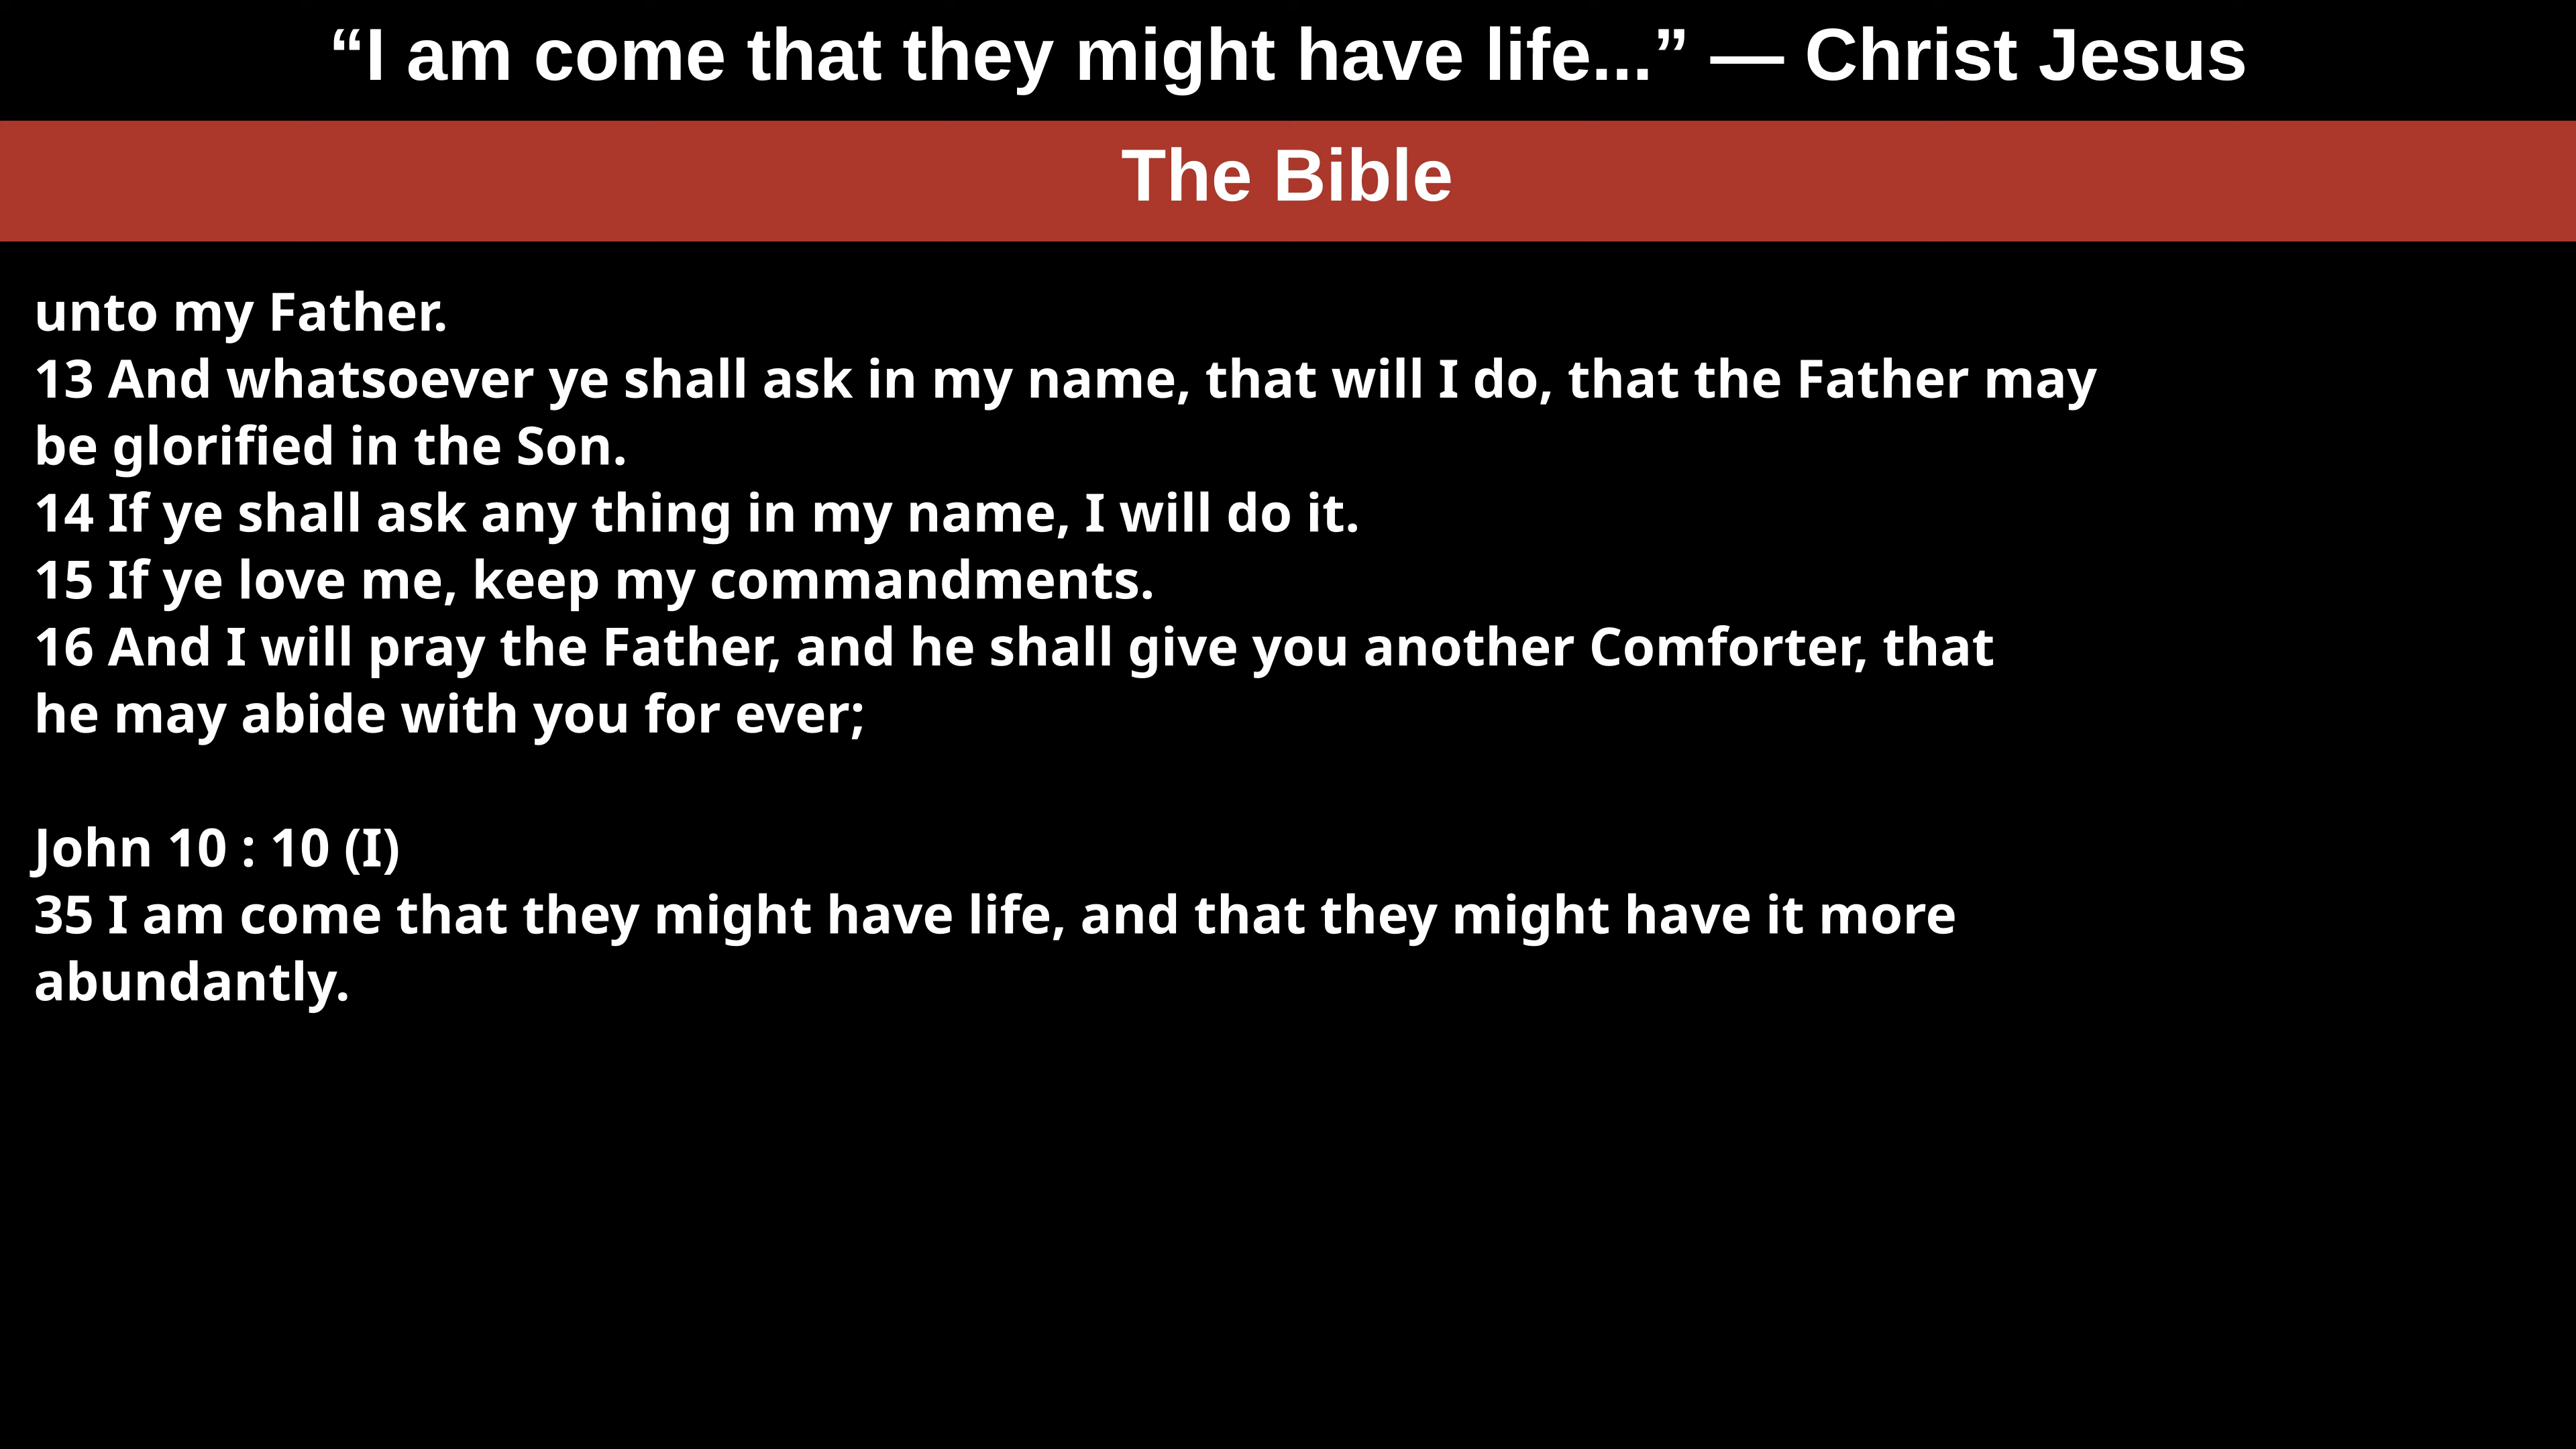 “I am come that they might have life...” — Christ Jesus
The Bible
unto my Father.
13 And whatsoever ye shall ask in my name, that will I do, that the Father may
be glorified in the Son.
14 If ye shall ask any thing in my name, I will do it.
15 If ye love me, keep my commandments.
16 And I will pray the Father, and he shall give you another Comforter, that
he may abide with you for ever;
John 10 : 10 (I)
35 I am come that they might have life, and that they might have it more
abundantly.